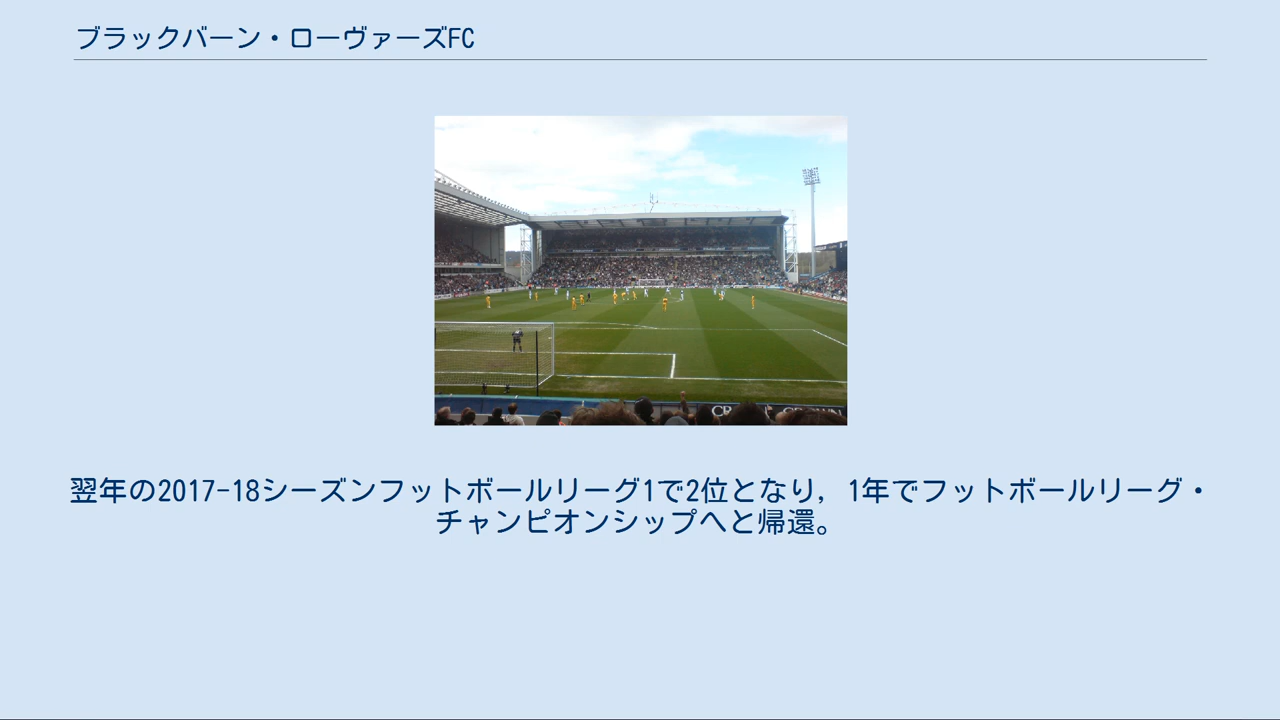 ブラックバーン・ローヴァーズFC
翌年の2017-18シーズンフットボールリーグ1で2位となり, 1年でフットボールリーグ・
チャンピオンシップへと帰還。
CROWN